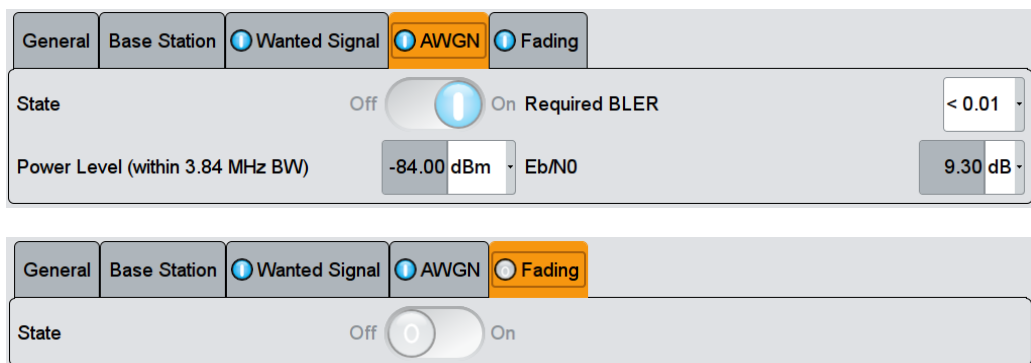 General Base Station Wanted Signal AWGN Fading
State Off On Required BLER < 0.01
Power Level (within 3.84 MHz BW) -84.00 dBm Eb/N0 9.30 dB
General Base Station Wanted Signal AWGN Fading
State Off 0 On